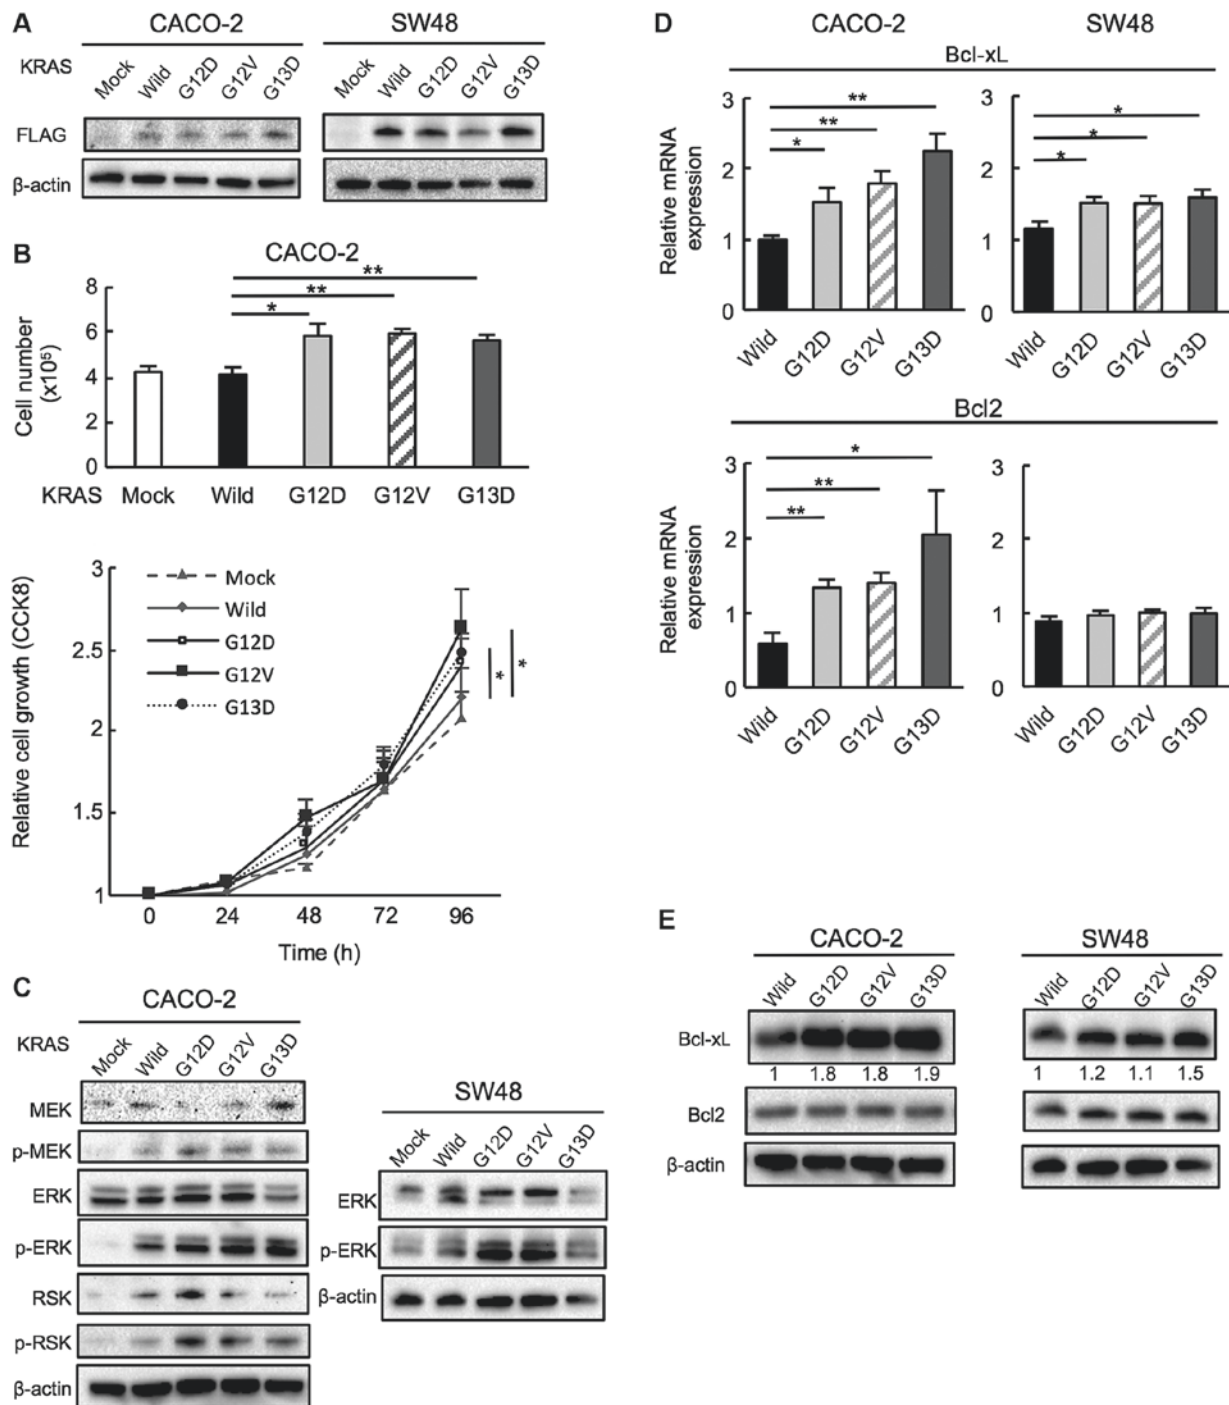 A
CACO-2
SW48
KRAS
Mock
Wild
G12D
G12V
G13D
Mock
Wild
G12D
G12V
G13D
FLAG
β-actin
B
CACO-2
**
**
*
8
6
4
2
0
Cell number
(x10⁵)
KRAS Mock Wild G12D G12V G13D
3
2.5
2
1.5
1
Relative cell growth (CCK8)
Mock
Wild
G12D
G12V
G13D
*
*
0 24 48 72 96
Time (h)
C
CACO-2
KRAS
Mock
Wild
G12D
G12V
G13D
MEK
p-MEK
ERK
p-ERK
RSK
p-RSK
β-actin
SW48
Mock
Wild
G12D
G12V
G13D
ERK
p-ERK
β-actin
D
CACO-2
SW48
Bcl-xL
3
2
1
0
Relative mRNA
expression
**
**
*
Wild
G12D
G12V
G13D
3
2
1
0
*
*
*
Wild
G12D
G12V
G13D
Bcl2
3
2
1
0
Relative mRNA
expression
*
**
**
Wild
G12D
G12V
G13D
3
2
1
0
Wild
G12D
G12V
G13D
E
CACO-2
SW48
Wild
G12D
G12V
G13D
Wild
G12D
G12V
G13D
Bcl-xL
1 1.8 1.8 1.9
1 1.2 1.1 1.5
Bcl2
β-actin